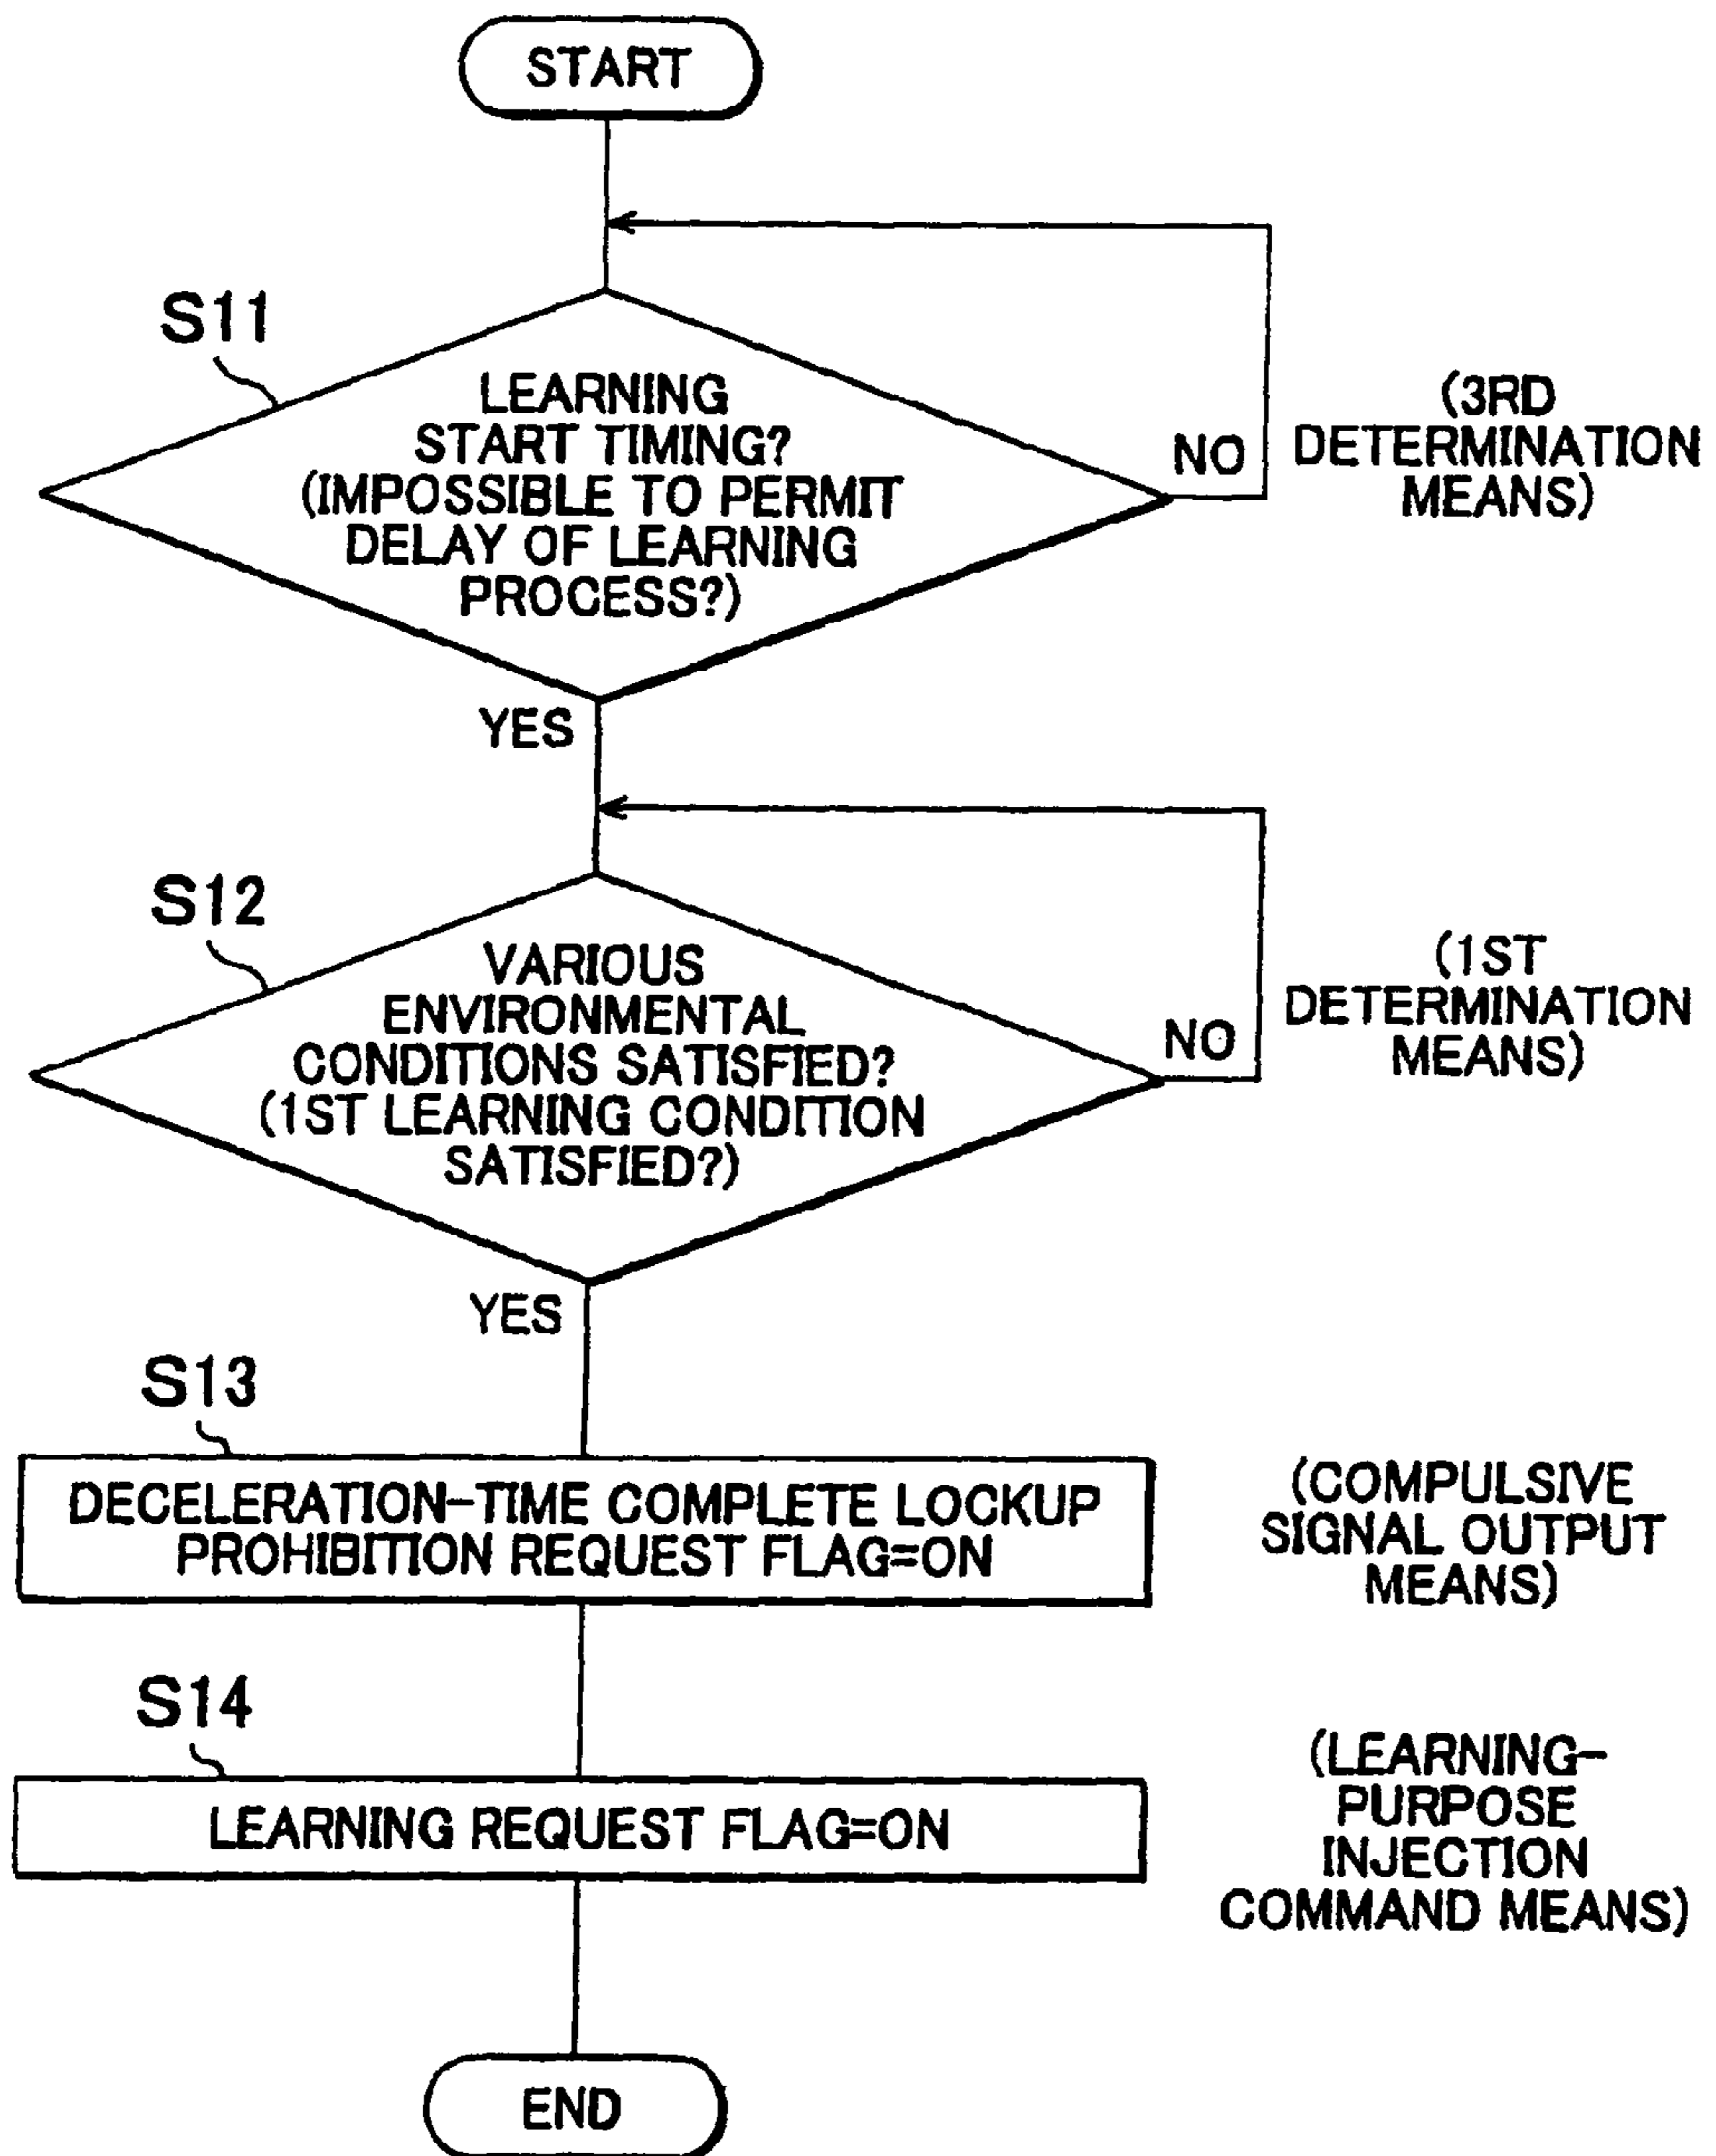 START
S11
LEARNING
START TIMING?
(IMPOSSIBLE TO PERMIT
DELAY OF LEARNING
PROCESS?)
NO
(3RD
DETERMINATION
MEANS)
YES
S12
VARIOUS
ENVIRONMENTAL
CONDITIONS SATISFIED?
(1ST LEARNING CONDITION
SATISFIED?)
NO
(1ST
DETERMINATION
MEANS)
YES
S13
DECELERATION-TIME COMPLETE LOCKUP
PROHIBITION REQUEST FLAG=ON
(COMPULSIVE
SIGNAL OUTPUT
MEANS)
S14
LEARNING REQUEST FLAG=ON
(LEARNING-
PURPOSE
INJECTION
COMMAND MEANS)
END